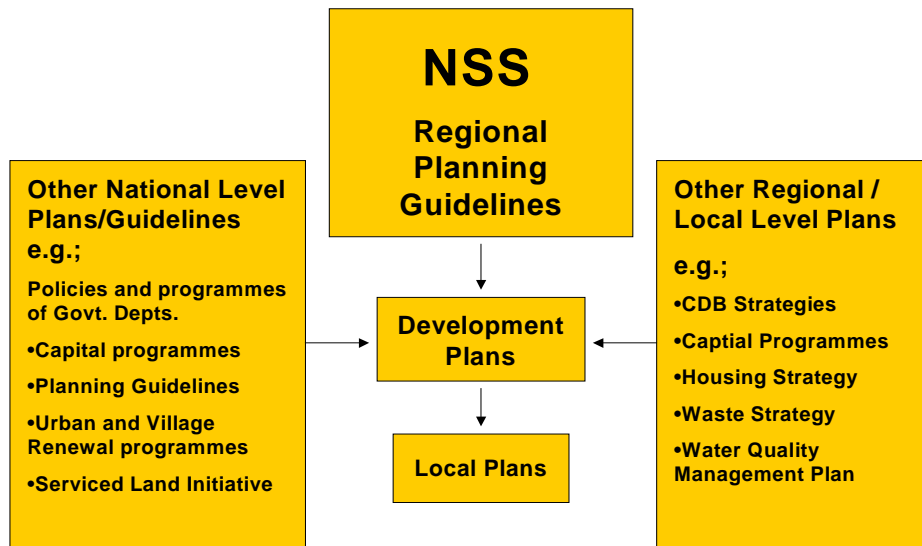 NSS
Regional
Planning
Guidelines
Other National Level
Plans/Guidelines
e.g.;
Policies and programmes
of Govt. Depts.
•Capital programmes
•Planning Guidelines
•Urban and Village
Renewal programmes
•Serviced Land Initiative
Development
Plans
Local Plans
Other Regional /
Local Level Plans
e.g.;
•CDB Strategies
•Captial Programmes
•Housing Strategy
•Waste Strategy
•Water Quality
Management Plan